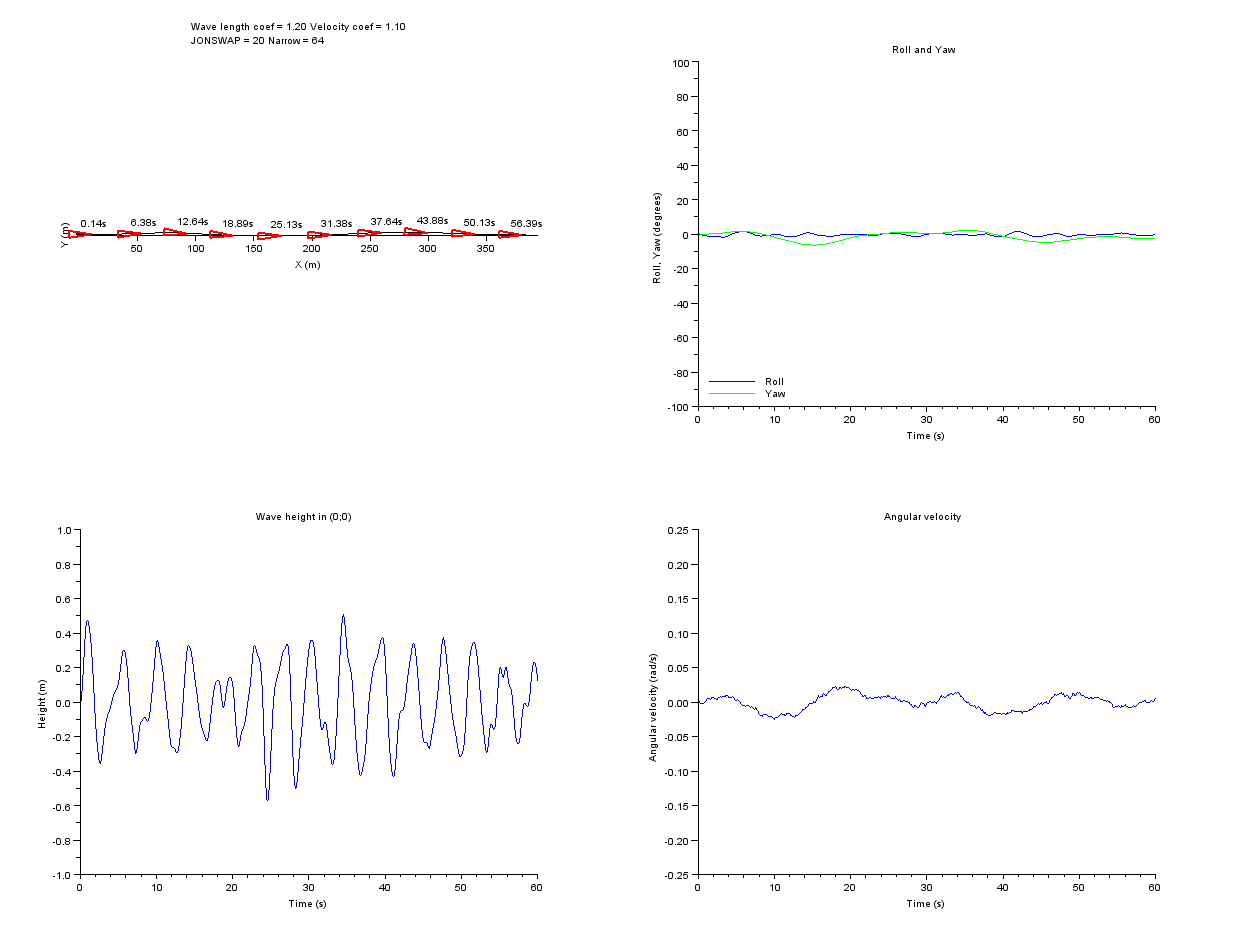 Wave length coef = 1.20 Velocity coef = 1.10
JONSWAP = 20 Narrow = 64
0.14s 6.38s 12.64s 18.89s 25.13s 31.38s 37.64s 43.88s 50.13s 56.39s
Y (m)
50 100 150 200 250 300 350
X (m)
Roll and Yaw
100
80
60
40
20
0
-20
-40
-60
-80
-100
Roll, Yaw (degrees)
Roll
Yaw
0 10 20 30 40 50 60
Time (s)
Wave height in (0;0)
1.0
0.8
0.6
0.4
0.2
0.0
-0.2
-0.4
-0.6
-0.8
-1.0
Height (m)
0 10 20 30 40 50 60
Time (s)
Angular velocity
0.25
0.20
0.15
0.10
0.05
0.00
-0.05
-0.10
-0.15
-0.20
-0.25
Angular velocity (rad/s)
0 10 20 30 40 50 60
Time (s)